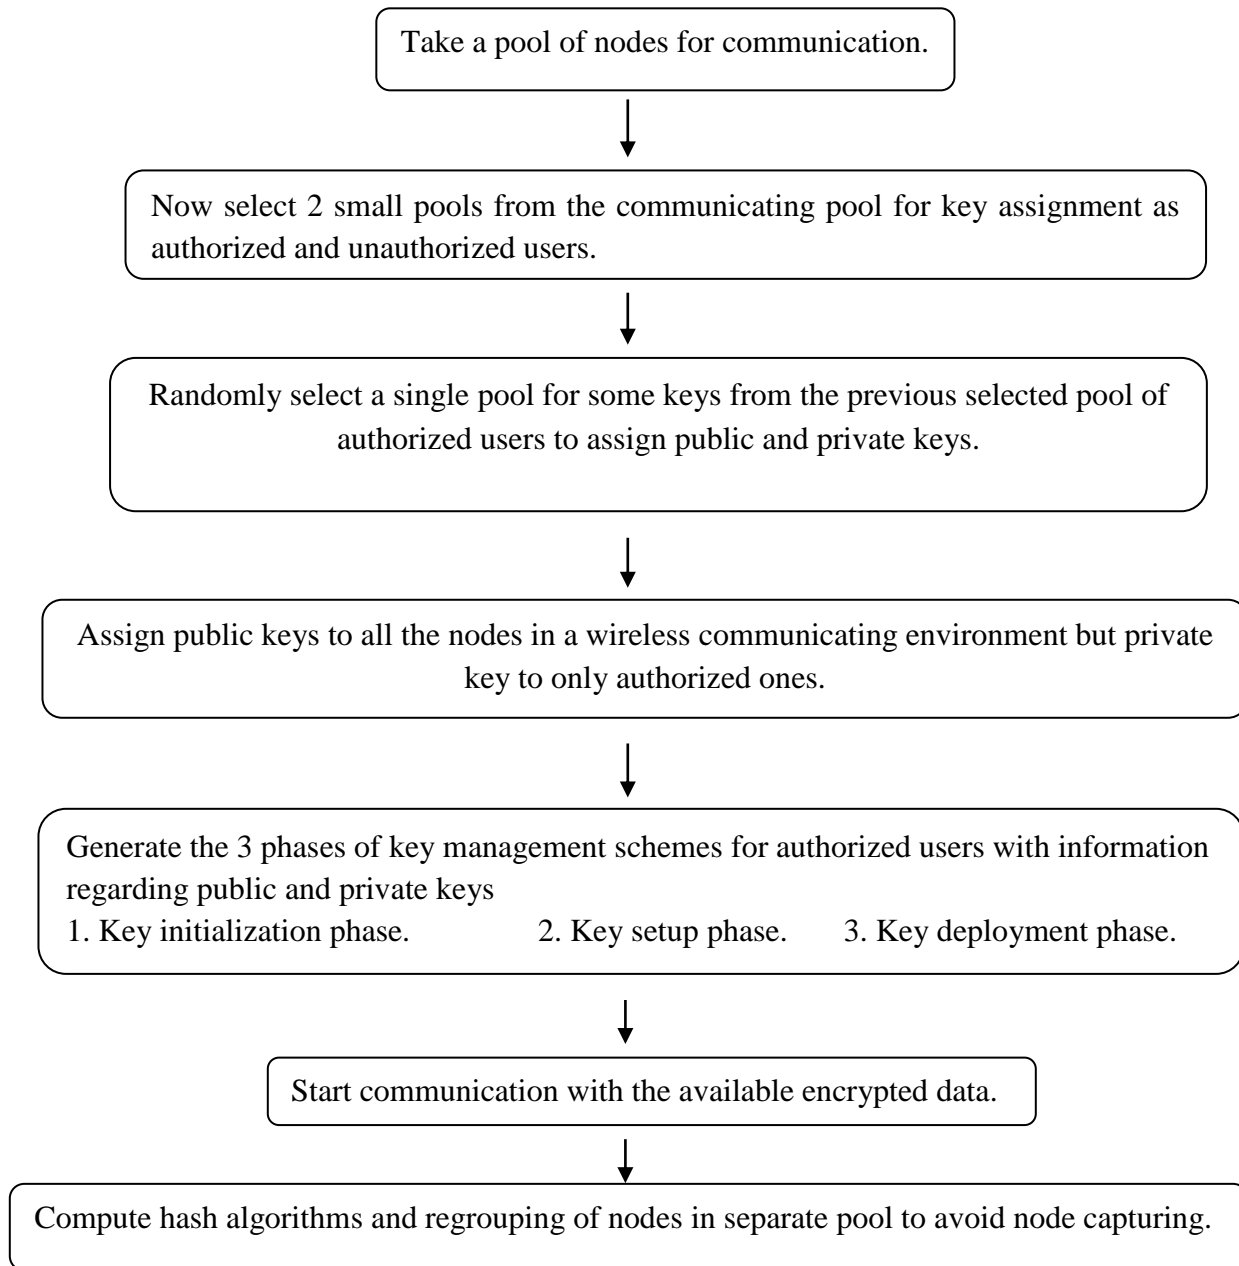 Take a pool of nodes for communication.
Now select 2 small pools from the communicating pool for key assignment as
authorized and unauthorized users.
Randomly select a single pool for some keys from the previous selected pool of
authorized users to assign public and private keys.
Assign public keys to all the nodes in a wireless communicating environment but private
key to only authorized ones.
Generate the 3 phases of key management schemes for authorized users with information
regarding public and private keys
1. Key initialization phase. 2. Key setup phase. 3. Key deployment phase.
Start communication with the available encrypted data.
Compute hash algorithms and regrouping of nodes in separate pool to avoid node capturing.